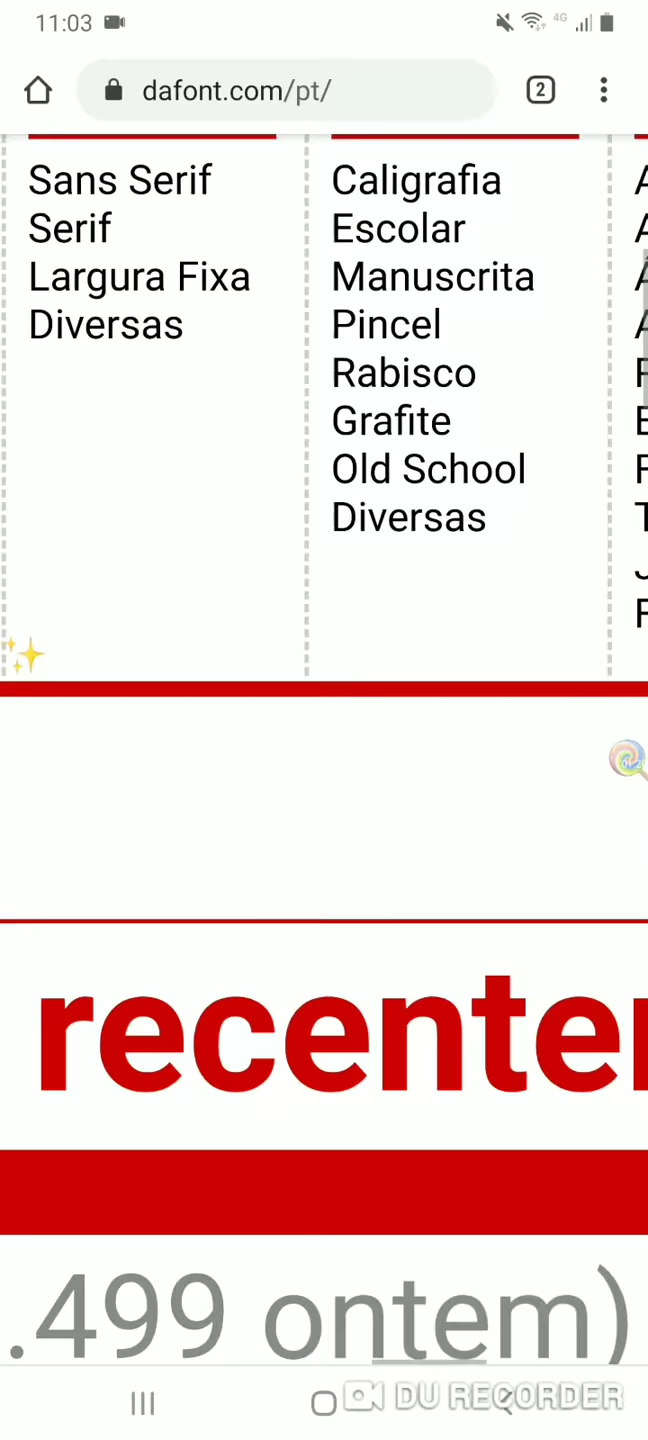 11:03
4G
dafont.com/pt/
2
Sans Serif
Serif
Largura Fixa
Diversas
Caligrafia
Escolar
Manuscrita
Pincel
Rabisco
Grafite
Old School
Diversas
recente
.499 ontem)
DU RECORDER